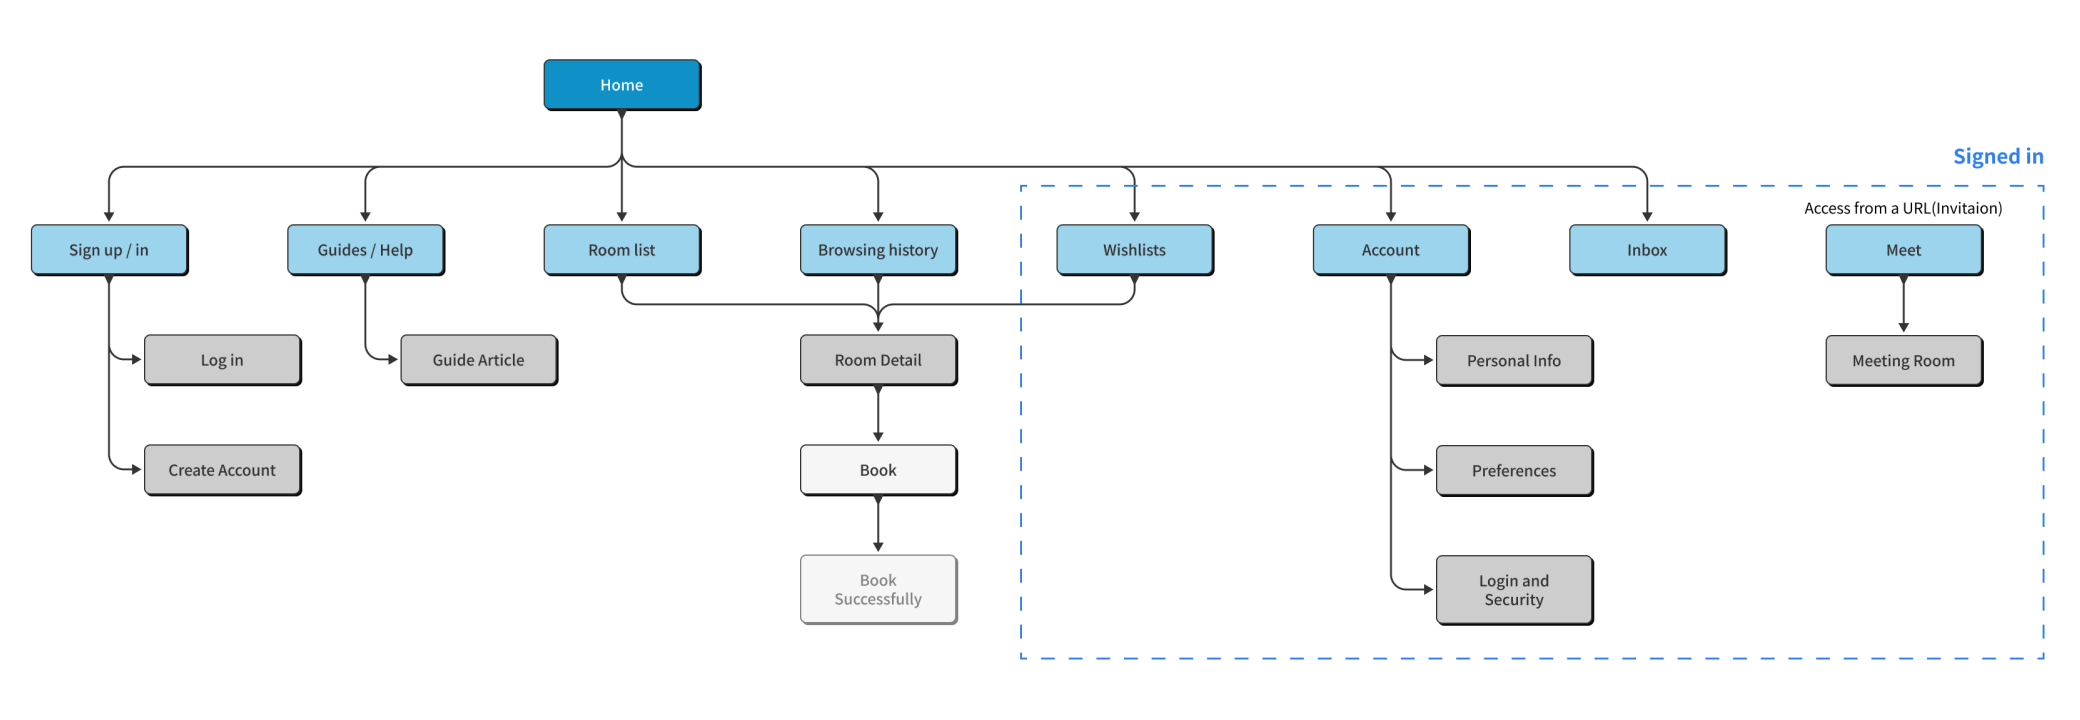 Home
Signed in
Access from a URL(Invitaion)
Sign up / in
Guides / Help
Room list
Browsing history
Wishlists
Account
Inbox
Meet
Log in
Guide Article
Room Detail
Personal Info
Meeting Room
Create Account
Book
Preferences
Book
Successfully
Login and
Security